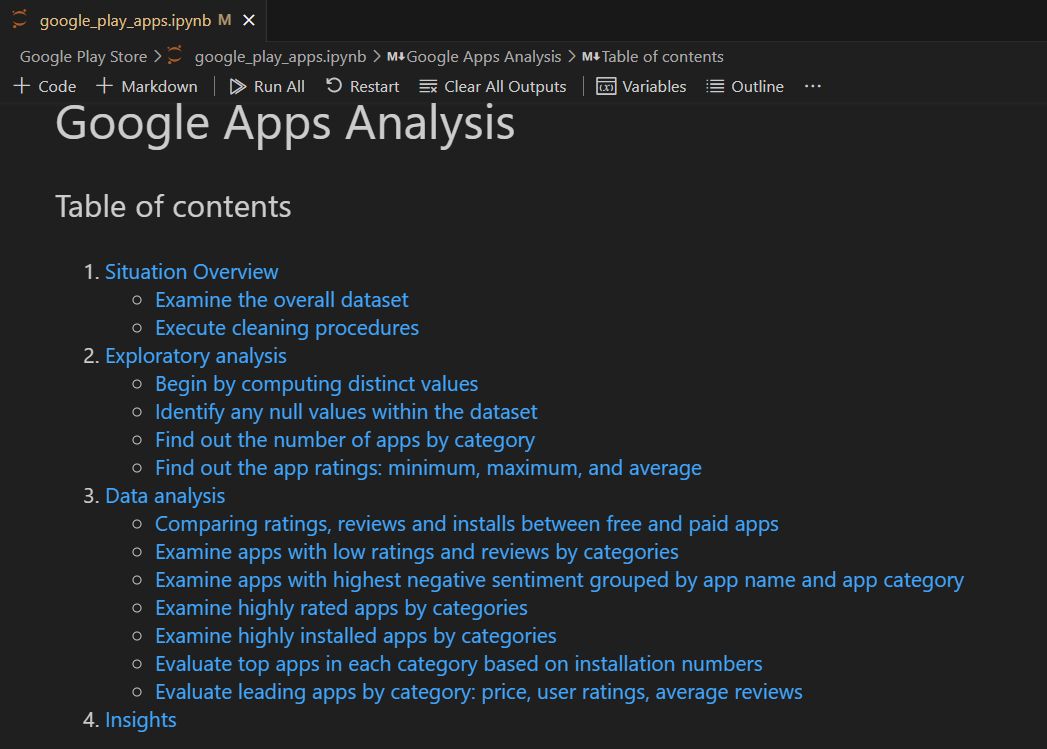 google_play_apps.ipynb M
Google Play Store > google_play_apps.ipynb > M↓Google Apps Analysis > M↓Table of contents
+ Code + Markdown Run All Restart Clear All Outputs (x) Variables Outline ...
Google Apps Analysis
Table of contents
1. Situation Overview
Examine the overall dataset
Execute cleaning procedures
2. Exploratory analysis
Begin by computing distinct values
Identify any null values within the dataset
Find out the number of apps by category
Find out the app ratings: minimum, maximum, and average
3. Data analysis
Comparing ratings, reviews and installs between free and paid apps
Examine apps with low ratings and reviews by categories
Examine apps with highest negative sentiment grouped by app name and app category
Examine highly rated apps by categories
Examine highly installed apps by categories
Evaluate top apps in each category based on installation numbers
Evaluate leading apps by category: price, user ratings, average reviews
4. Insights